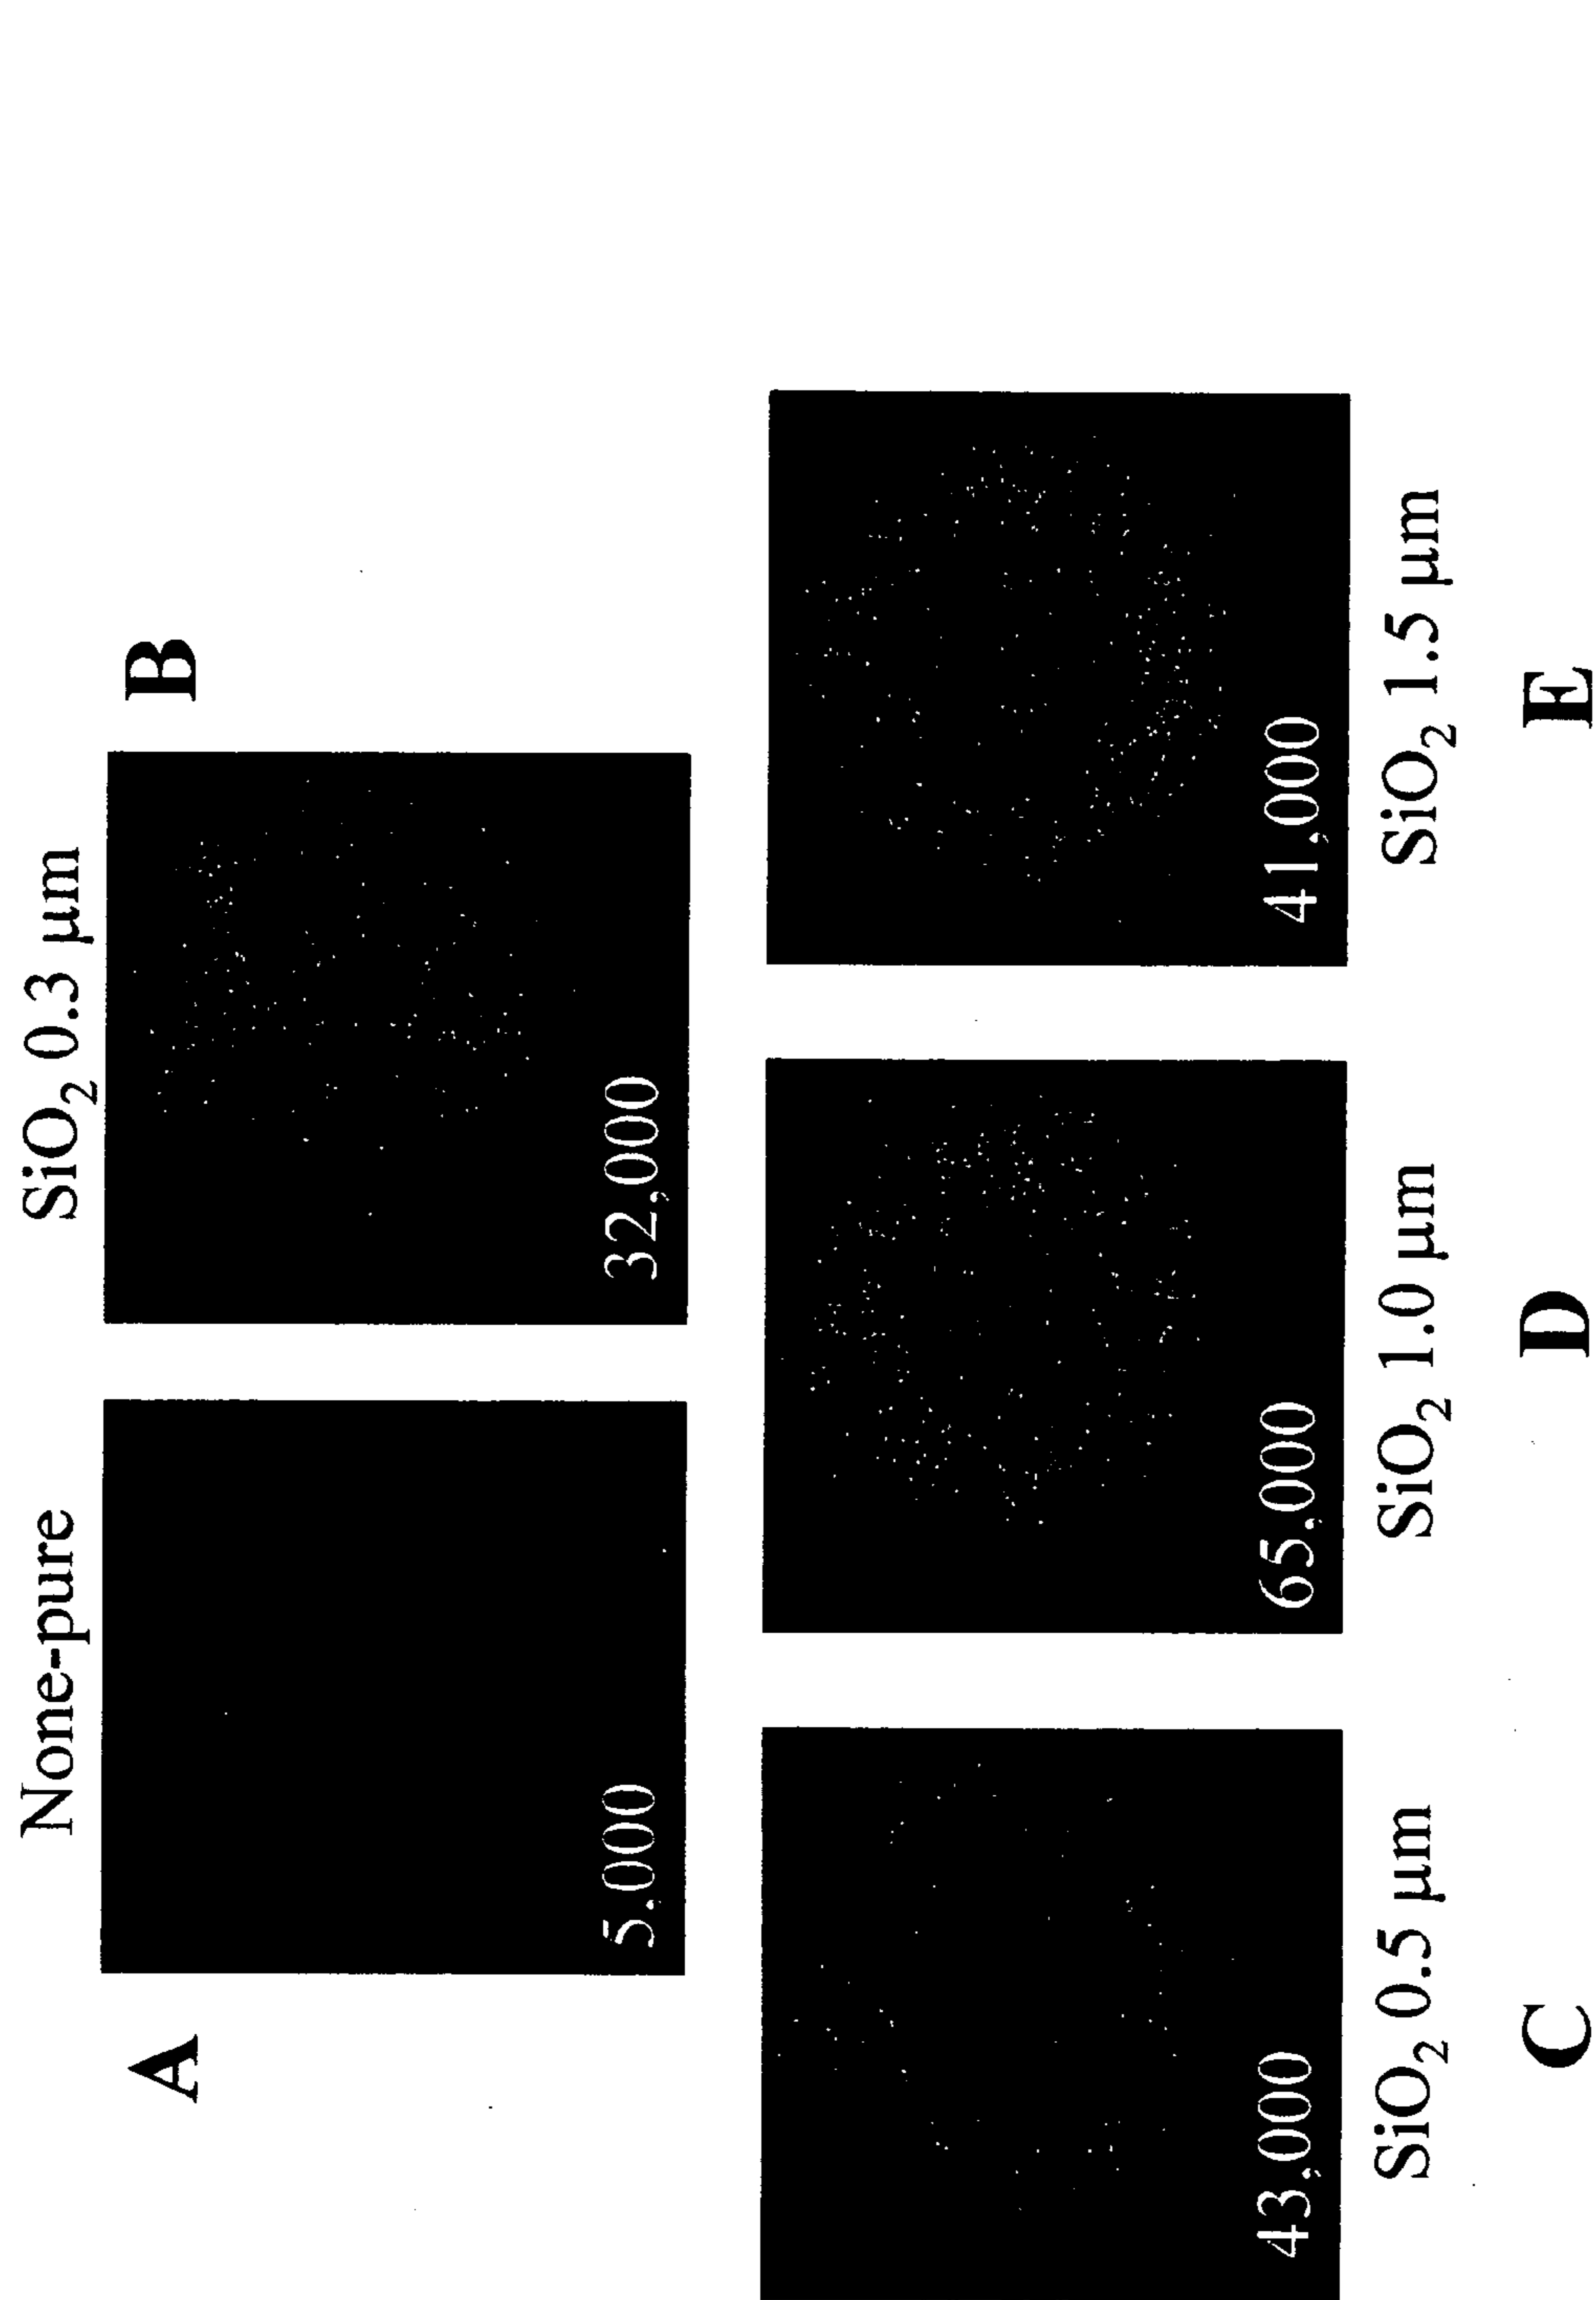 None-pure
SiO₂ 0.3 μm
A
5,000
32,000
B
43,000
65,000
41,000
SiO₂ 0.5 μm
SiO₂ 1.0 μm
SiO₂ 1.5 μm
C
D
E